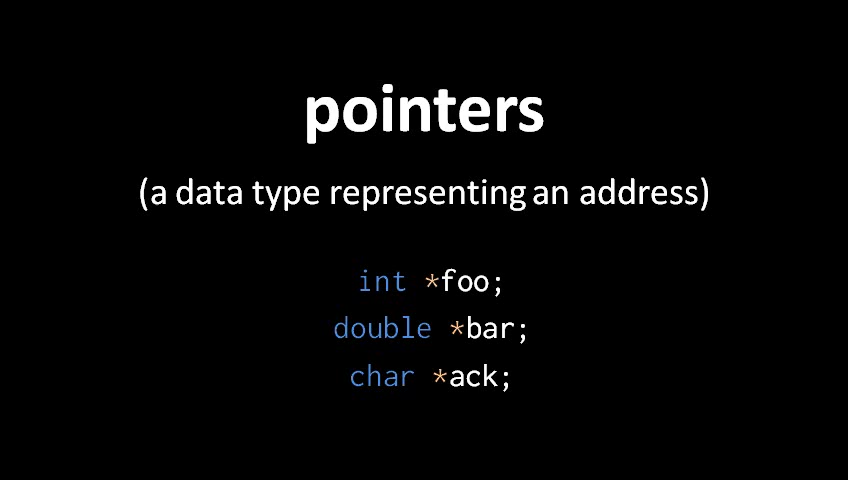 pointers
(a data type representing an address)
int *foo;
double *bar;
char *ack;